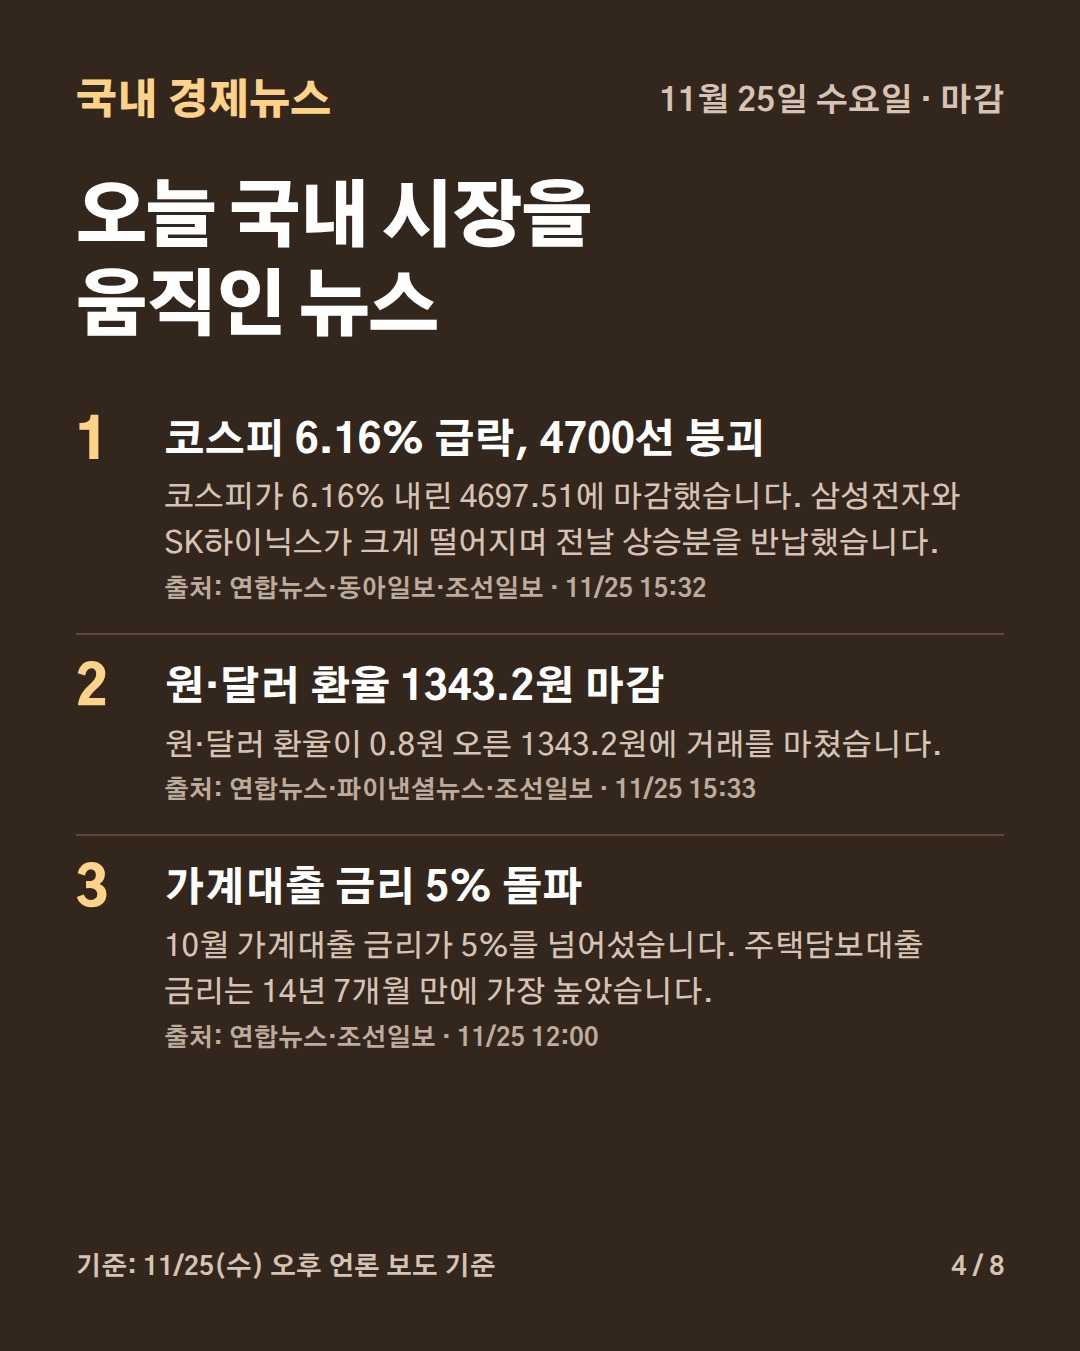 국내 경제뉴스
11월 25일 수요일 · 마감
오늘 국내 시장을
움직인 뉴스
1
코스피 6.16% 급락, 4700선 붕괴
코스피가 6.16% 내린 4697.51에 마감했습니다. 삼성전자와
SK하이닉스가 크게 떨어지며 전날 상승분을 반납했습니다.
출처: 연합뉴스·동아일보·조선일보 · 11/25 15:32
2
원·달러 환율 1343.2원 마감
원·달러 환율이 0.8원 오른 1343.2원에 거래를 마쳤습니다.
출처: 연합뉴스·파이낸셜뉴스·조선일보 · 11/25 15:33
3
가계대출 금리 5% 돌파
10월 가계대출 금리가 5%를 넘어섰습니다. 주택담보대출
금리는 14년 7개월 만에 가장 높았습니다.
출처: 연합뉴스·조선일보 · 11/25 12:00
기준: 11/25(수) 오후 언론 보도 기준
4 / 8